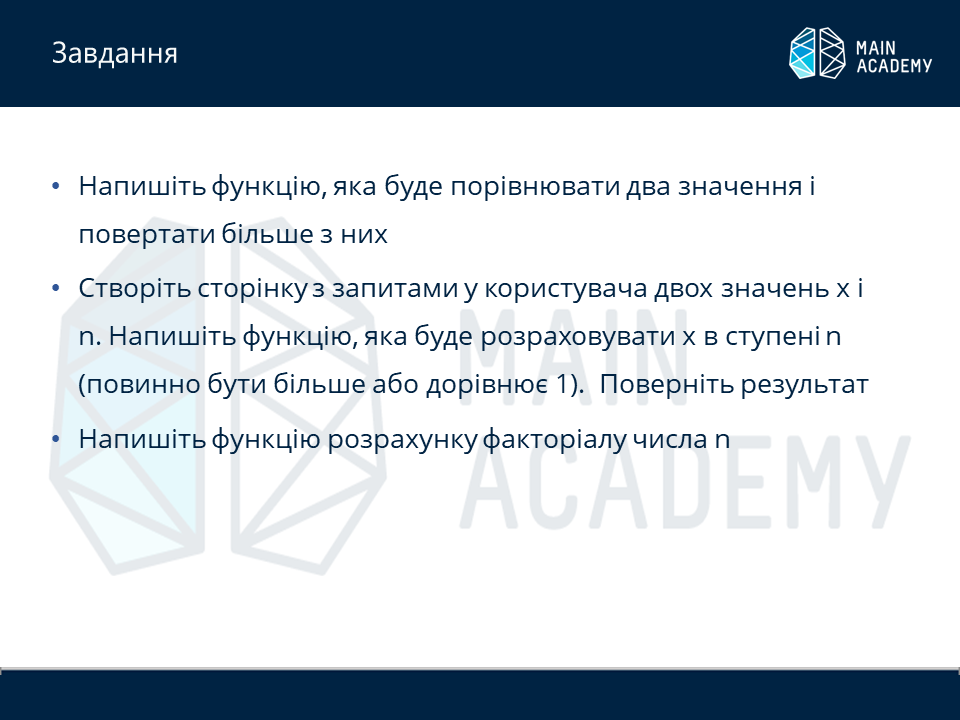 Завдання
MAIN
ACADEMY
• Напишіть функцію, яка буде порівнювати два значення і
повертати більше з них
• Створіть сторінку з запитами у користувача двох значень x і
n. Напишіть функцію, яка буде розраховувати x в ступені n
(повинно бути більше або дорівнює 1). Поверніть результат
• Напишіть функцію розрахунку факторіалу числа n
MAIN
ACADEMY